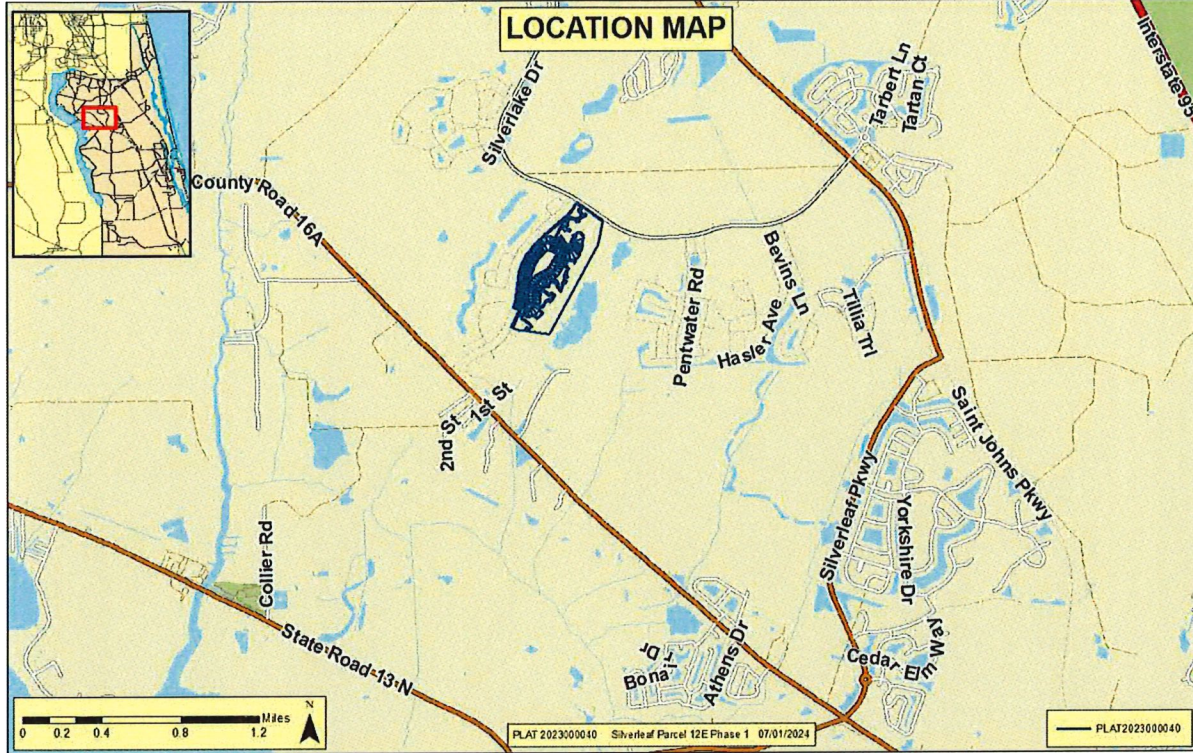 LOCATION MAP
Interstate 95
Silverlake Dr
Tarbert Ln
Tartan Ct
County Road 16A
Bevins Ln
Pentwater Rd
Hasler Ave
Tillia Trl
2nd St
1st St
Saint Johns Pkwy
Silverleaf Pkwy
Yorkshire Dr
Collier Rd
State Road 13 N
Bonair Dr
Athens Dr
Cedar Elm Way
N
Miles
0 0.2 0.4 0.8 1.2
PLAT 2023000040 Silverleaf Parcel 12E Phase 1 07/01/2024
PLAT2023000040